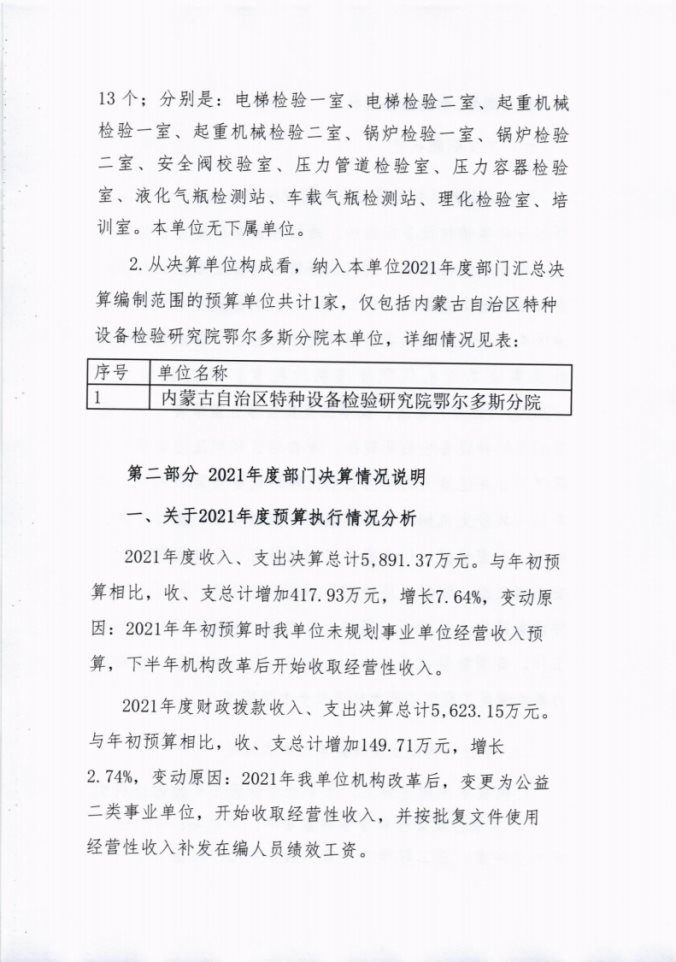 13 个；分别是：电梯检验一室、电梯检验二室、起重机械
检验一室、起重机械检验二室、锅炉检验一室、锅炉检验
二室、安全阀校验室、压力管道检验室、压力容器检验
室、液化气瓶检测站、车载气瓶检测站、理化检验室、培
训室。本单位无下属单位。
2.从决算单位构成看，纳入本单位2021年度部门汇总决
算编制范围的预算单位共计1家，仅包括内蒙古自治区特种
设备检验研究院鄂尔多斯分院本单位，详细情况见表：
序号 单位名称
1 内蒙古自治区特种设备检验研究院鄂尔多斯分院
第二部分 2021年度部门决算情况说明
一、关于2021年度预算执行情况分析
2021年度收入、支出决算总计5,891.37万元。与年初预
算相比，收、支总计增加417.93万元，增长7.64%，变动原
因：2021年年初预算时我单位未规划事业单位经营收入预
算，下半年机构改革后开始收取经营性收入。
2021年度财政拨款收入、支出决算总计5,623.15万元。
与年初预算相比，收、支总计增加149.71万元，增长
2.74%，变动原因：2021年我单位机构改革后，变更为公益
二类事业单位，开始收取经营性收入，并按批复文件使用
经营性收入补发在编人员绩效工资。